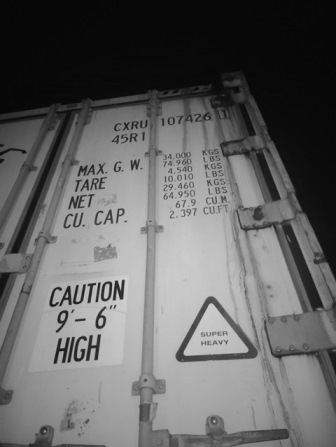 CXRU 107426
45R1
MAX. G. W. 34.000 KGS
74.960 LBS
TARE 4.540 KGS
10.010 LBS
NET 29.460 KGS
64.950 LBS
CU. CAP. 67.9 CU.M
2.397 CU.FT
CAUTION
9'-6"
HIGH
SUPER
HEAVY